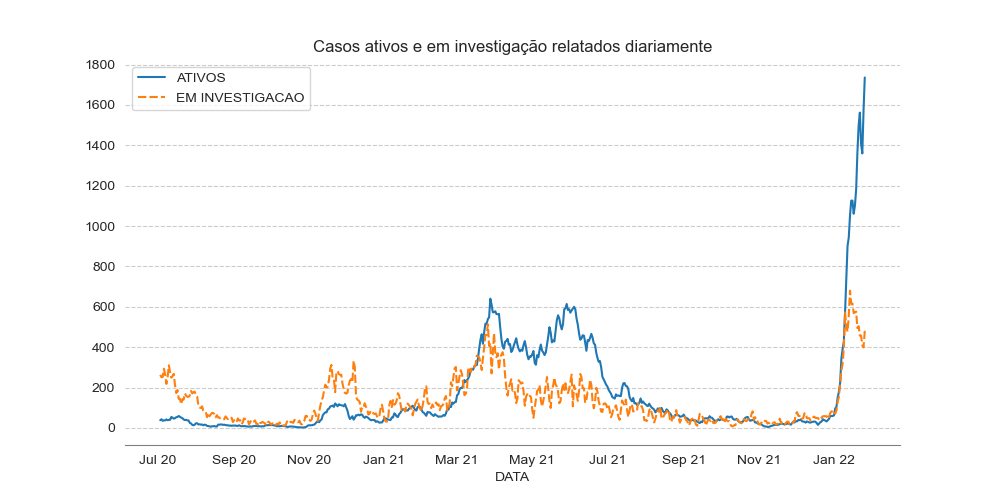 Casos ativos e em investigação relatados diariamente
ATIVOS
EM INVESTIGACAO
1800
1600
1400
1200
1000
800
600
400
200
0
Jul 20 Sep 20 Nov 20 Jan 21 Mar 21 May 21 Jul 21 Sep 21 Nov 21 Jan 22
DATA